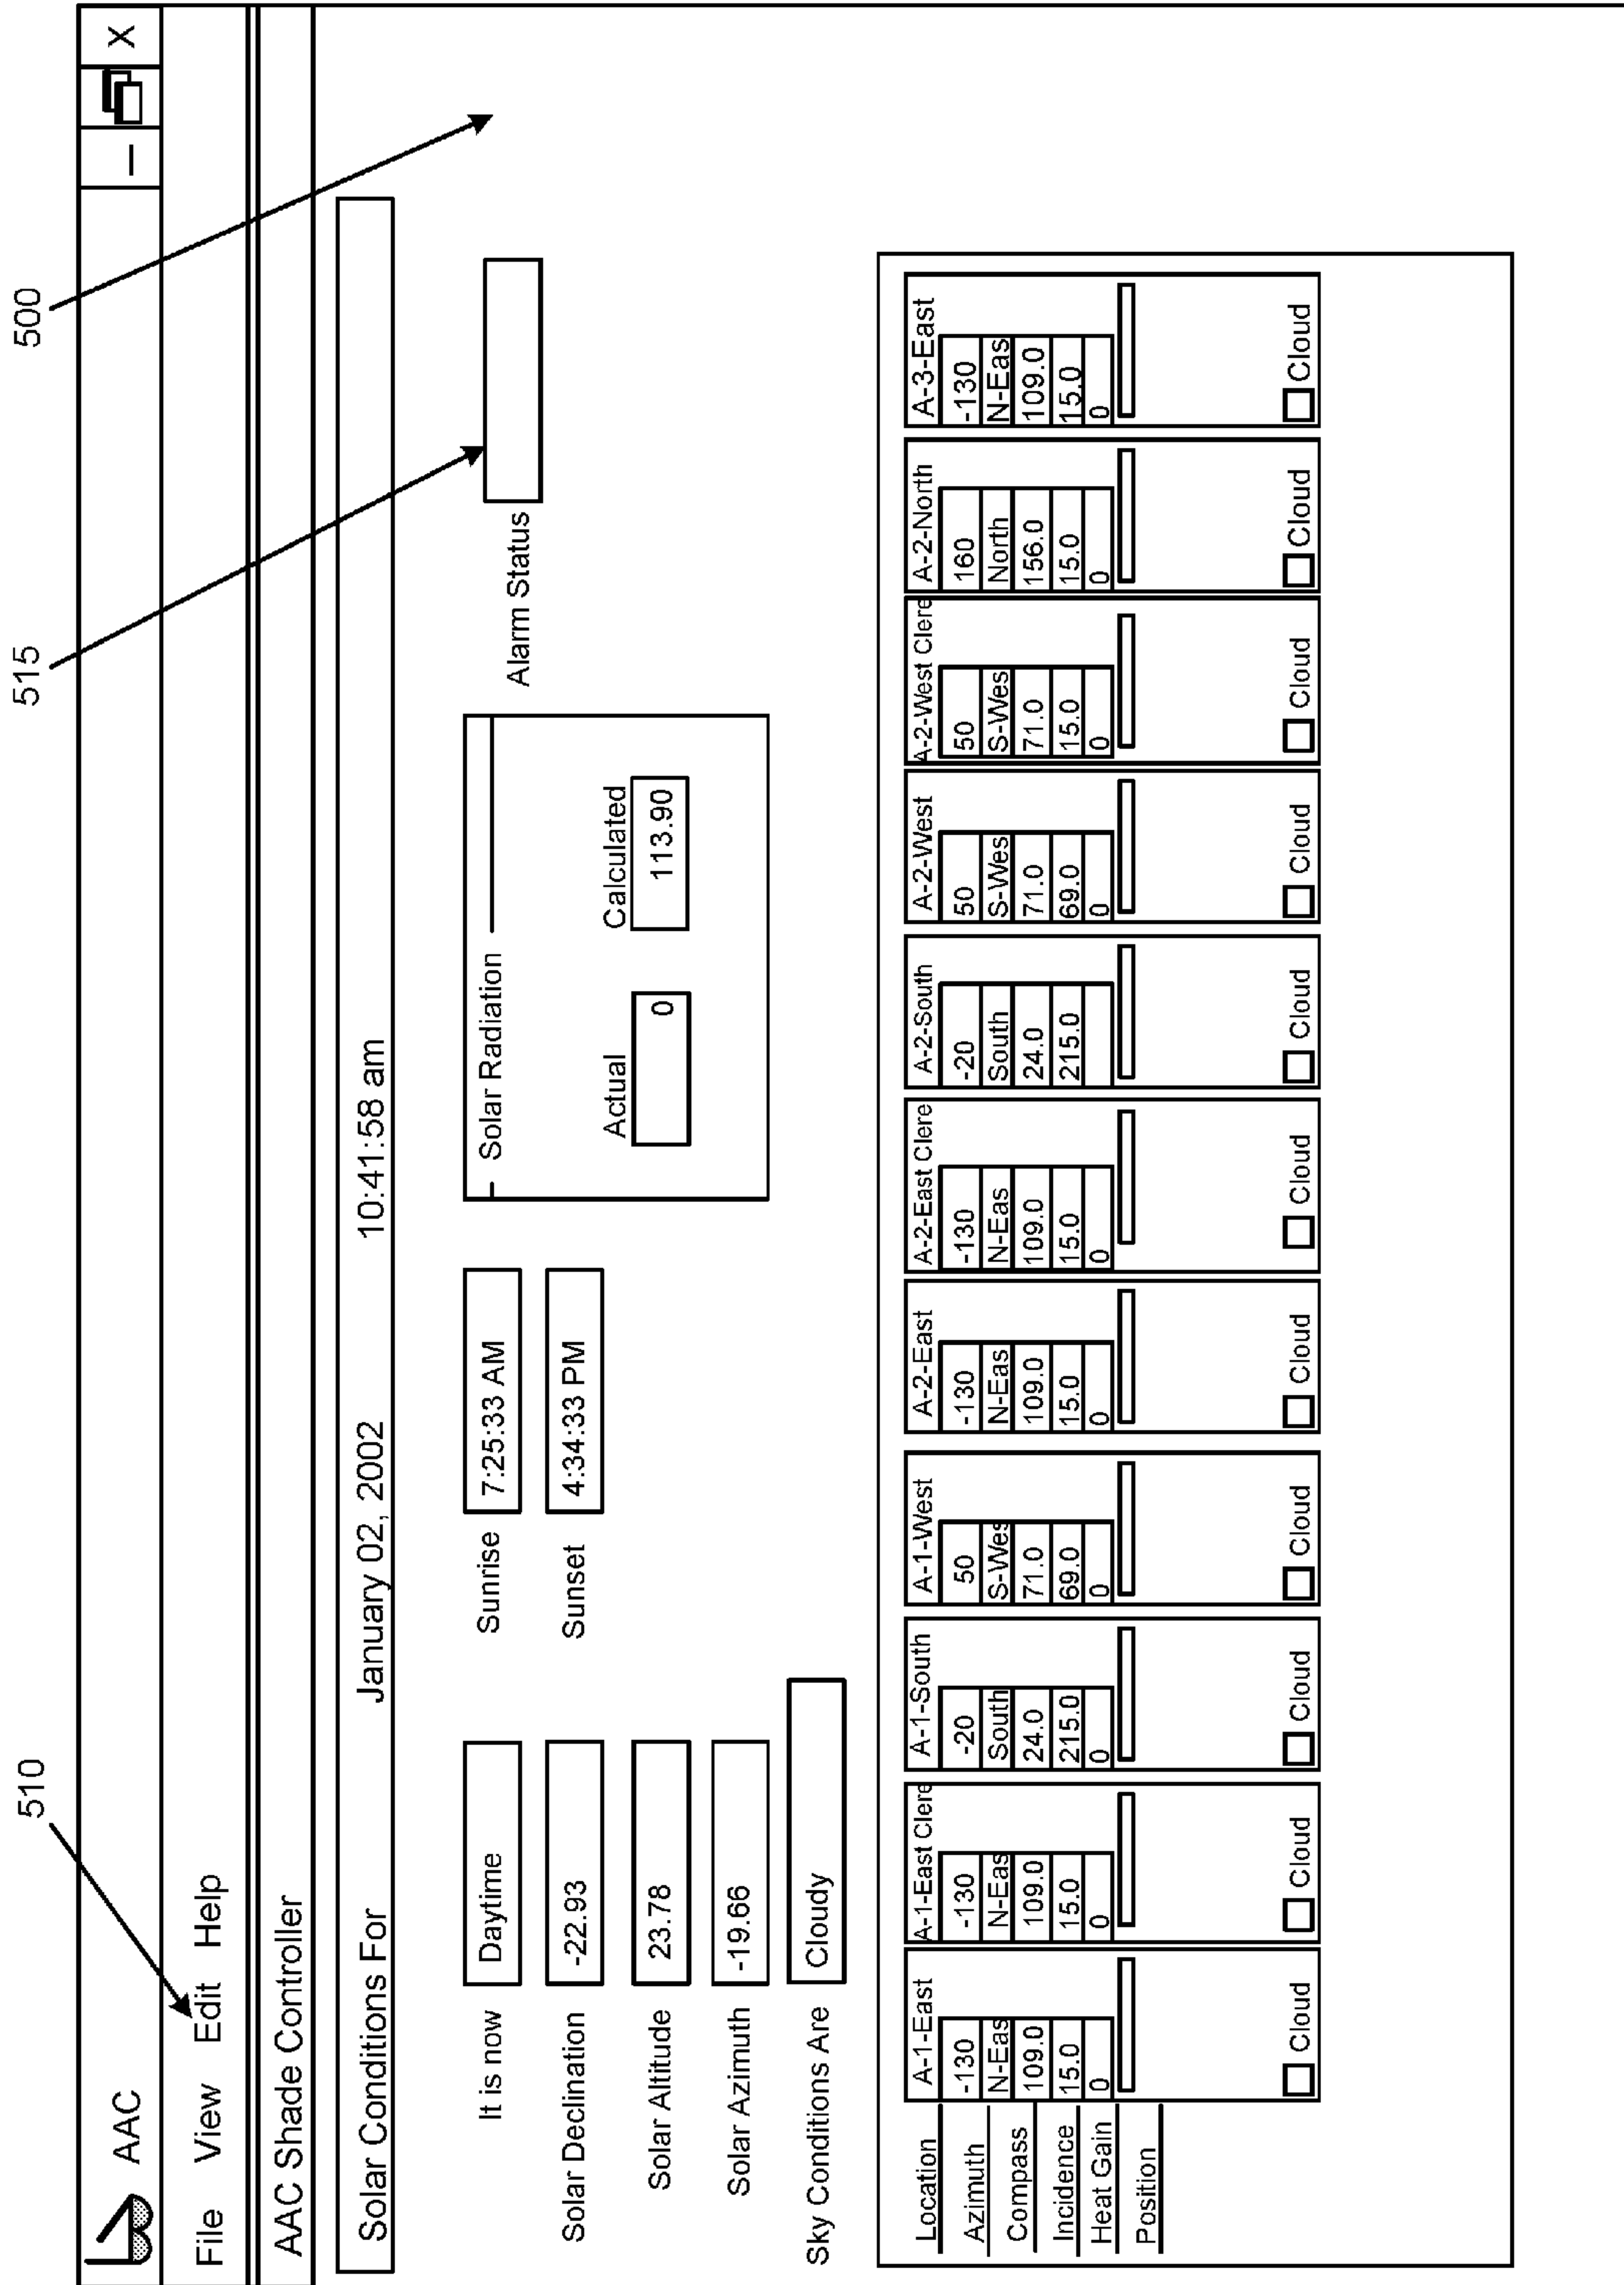 510 515 500
AAC – X
File View Edit Help
AAC Shade Controller
Solar Conditions For January 02, 2002 10:41:58 am
It is now Daytime Sunrise 7:25:33 AM Solar Radiation Alarm Status
Solar Declination -22.93 Sunset 4:34:33 PM
Actual Calculated
Solar Altitude 23.78 0 113.90
Solar Azimuth -19.66
Sky Conditions Are Cloudy
Location A-1-East A-1-East Clere A-1-South A-1-West A-2-East A-2-East Clere A-2-South A-2-West A-2-West Clere A-2-North A-3-East
Azimuth -130 -130 -20 50 -130 -130 -20 50 50 160 -130
Compass N-Eas N-Eas South S-Wes N-Eas N-Eas South S-Wes S-Wes North N-Eas
Incidence 109.0 109.0 24.0 71.0 109.0 109.0 24.0 71.0 71.0 156.0 109.0
Heat Gain 15.0 15.0 215.0 69.0 15.0 15.0 215.0 69.0 15.0 15.0 15.0
Position 0 0 0 0 0 0 0 0 0 0
Cloud Cloud Cloud Cloud Cloud Cloud Cloud Cloud Cloud Cloud Cloud